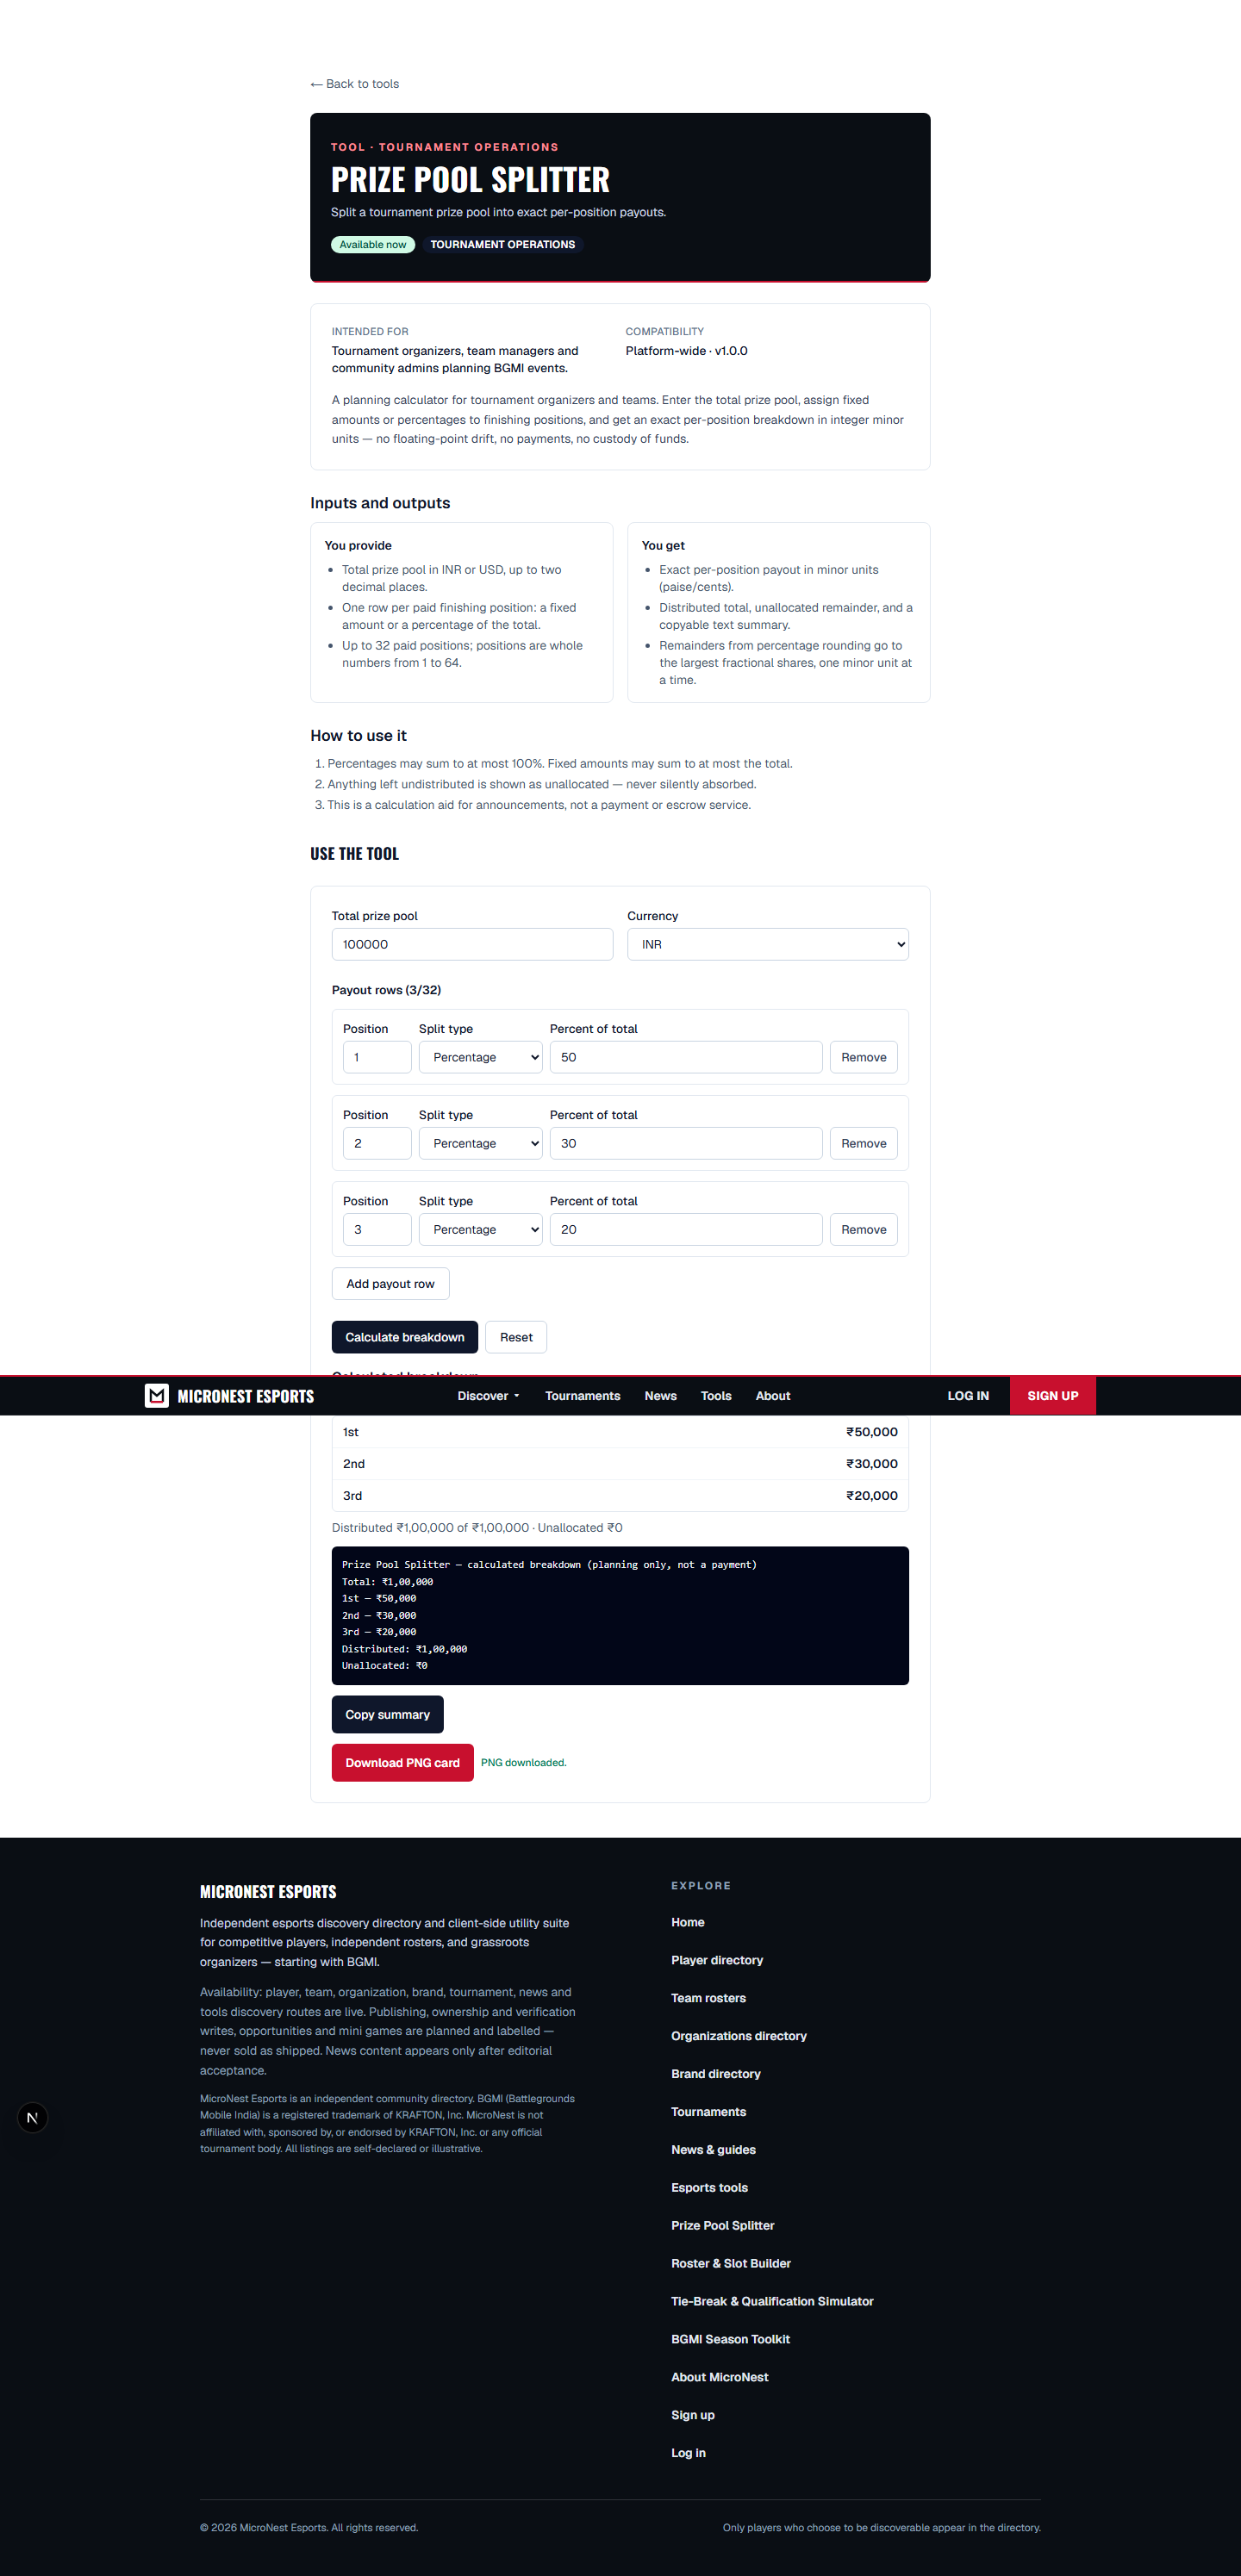 ← Back to tools
TOOL · TOURNAMENT OPERATIONS
PRIZE POOL SPLITTER
Split a tournament prize pool into exact per-position payouts.
Available now
TOURNAMENT OPERATIONS
INTENDED FOR
Tournament organizers, team managers and
community admins planning BGMI events.
COMPATIBILITY
Platform-wide · v1.0.0
A planning calculator for tournament organizers and teams. Enter the total prize pool, assign fixed
amounts or percentages to finishing positions, and get an exact per-position breakdown in integer minor
units — no floating-point drift, no payments, no custody of funds.
Inputs and outputs
You provide
• Total prize pool in INR or USD, up to two
decimal places.
• One row per paid finishing position: a fixed
amount or a percentage of the total.
• Up to 32 paid positions; positions are whole
numbers from 1 to 64.
You get
• Exact per-position payout in minor units
(paise/cents).
• Distributed total, unallocated remainder, and a
copyable text summary.
• Remainders from percentage rounding go to
the largest fractional shares, one minor unit at
a time.
How to use it
1. Percentages may sum to at most 100%. Fixed amounts may sum to at most the total.
2. Anything left undistributed is shown as unallocated — never silently absorbed.
3. This is a calculation aid for announcements, not a payment or escrow service.
USE THE TOOL
Total prize pool
100000
Currency
INR
Payout rows (3/32)
Position Split type Percent of total
1 Percentage 50 Remove
Position Split type Percent of total
2 Percentage 30 Remove
Position Split type Percent of total
3 Percentage 20 Remove
Add payout row
Calculate breakdown Reset
MICRONEST ESPORTS Discover Tournaments News Tools About LOG IN SIGN UP
1st ₹50,000
2nd ₹30,000
3rd ₹20,000
Distributed ₹1,00,000 of ₹1,00,000 · Unallocated ₹0
Prize Pool Splitter — calculated breakdown (planning only, not a payment)
Total: ₹1,00,000
1st — ₹50,000
2nd — ₹30,000
3rd — ₹20,000
Distributed: ₹1,00,000
Unallocated: ₹0
Copy summary
Download PNG card PNG downloaded.
MICRONEST ESPORTS
Independent esports discovery directory and client-side utility suite
for competitive players, independent rosters, and grassroots
organizers — starting with BGMI.
Availability: player, team, organization, brand, tournament, news and
tools discovery routes are live. Publishing, ownership and verification
writes, opportunities and mini games are planned and labelled —
never sold as shipped. News content appears only after editorial
acceptance.
MicroNest Esports is an independent community directory. BGMI (Battlegrounds
Mobile India) is a registered trademark of KRAFTON, Inc. MicroNest is not
affiliated with, sponsored by, or endorsed by KRAFTON, Inc. or any official
tournament body. All listings are self-declared or illustrative.
EXPLORE
Home
Player directory
Team rosters
Organizations directory
Brand directory
Tournaments
News & guides
Esports tools
Prize Pool Splitter
Roster & Slot Builder
Tie-Break & Qualification Simulator
BGMI Season Toolkit
About MicroNest
Sign up
Log in
N
© 2026 MicroNest Esports. All rights reserved.
Only players who choose to be discoverable appear in the directory.